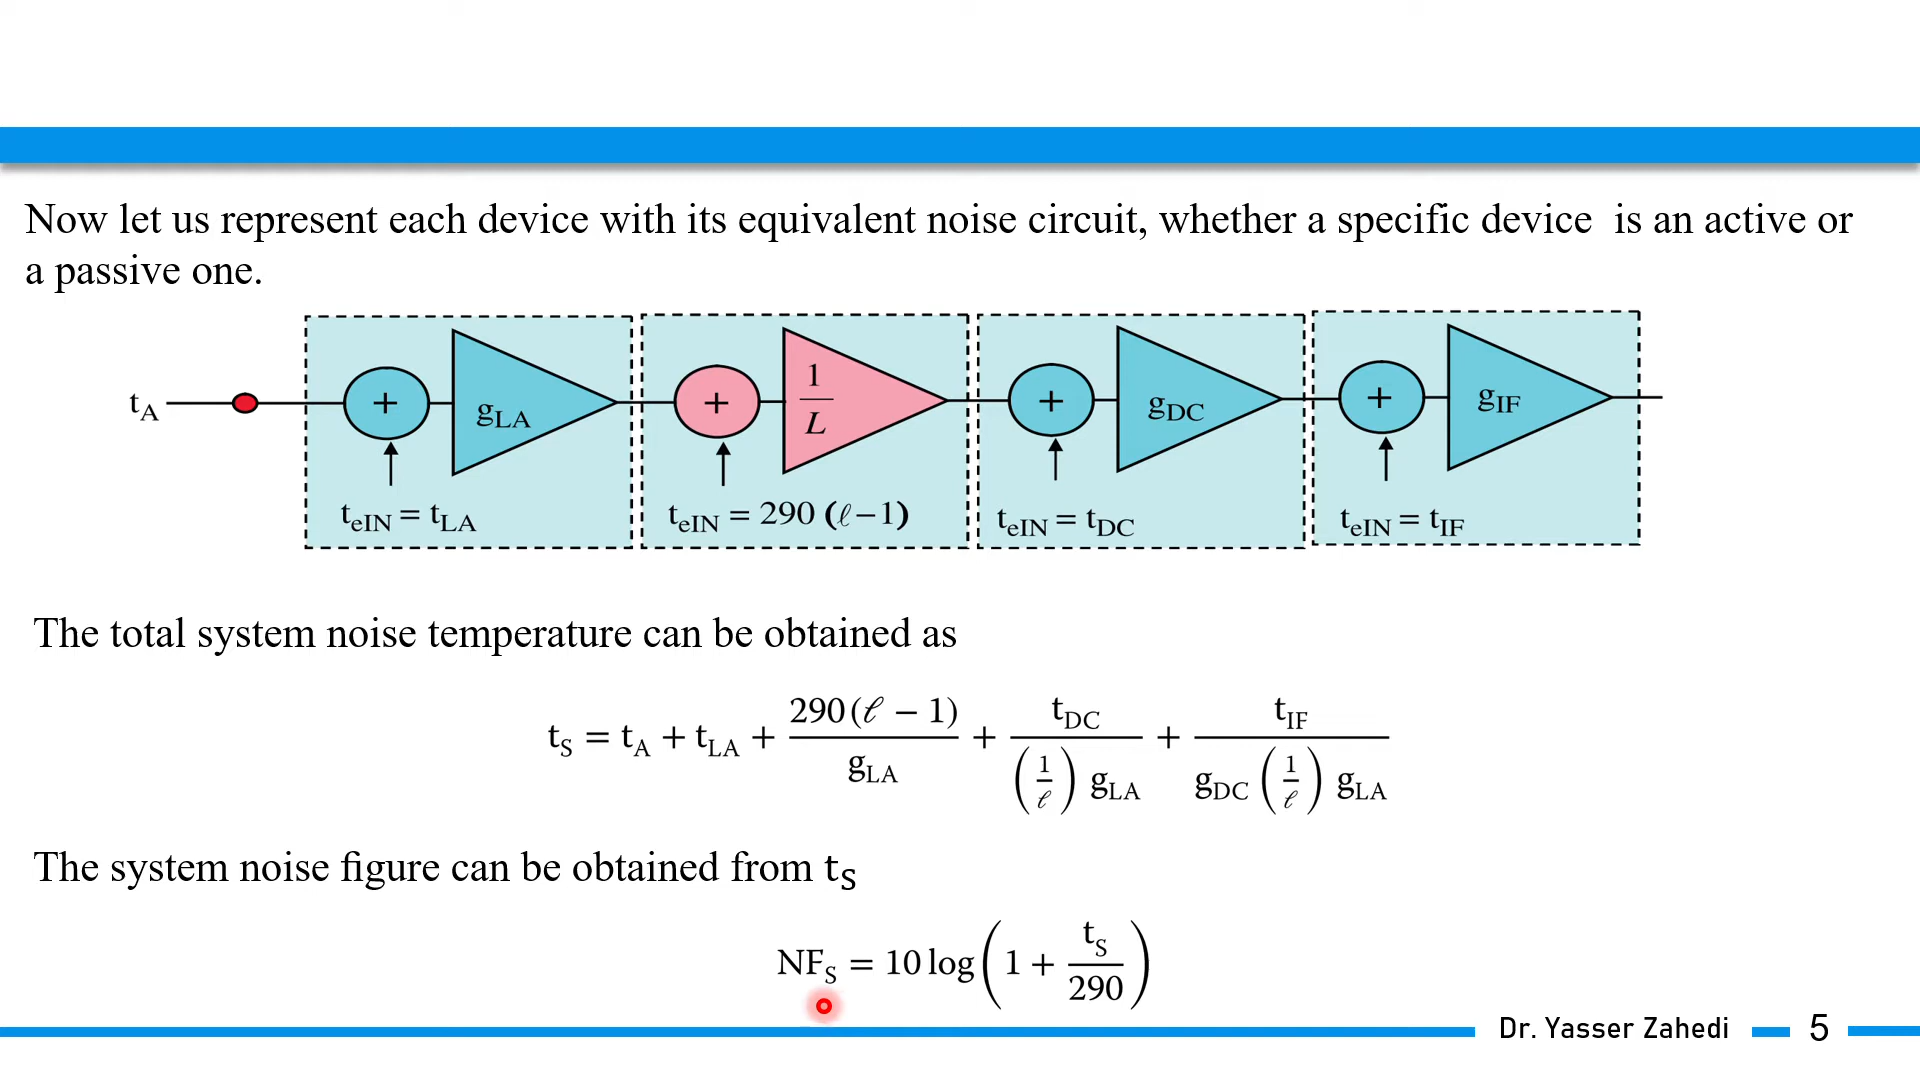 Now let us represent each device with its equivalent noise circuit, whether a specific device is an active or
a passive one.
t_A + g_LA + 1/L + g_DC + g_IF
t_eIN = t_LA t_eIN = 290 (ℓ−1) t_eIN = t_DC t_eIN = t_IF
The total system noise temperature can be obtained as
t_S = t_A + t_LA + 290(ℓ − 1)/g_LA + t_DC/((1/ℓ) g_LA) + t_IF/(g_DC (1/ℓ) g_LA)
The system noise figure can be obtained from t_S
NF_S = 10 log(1 + t_S/290)
Dr. Yasser Zahedi 5